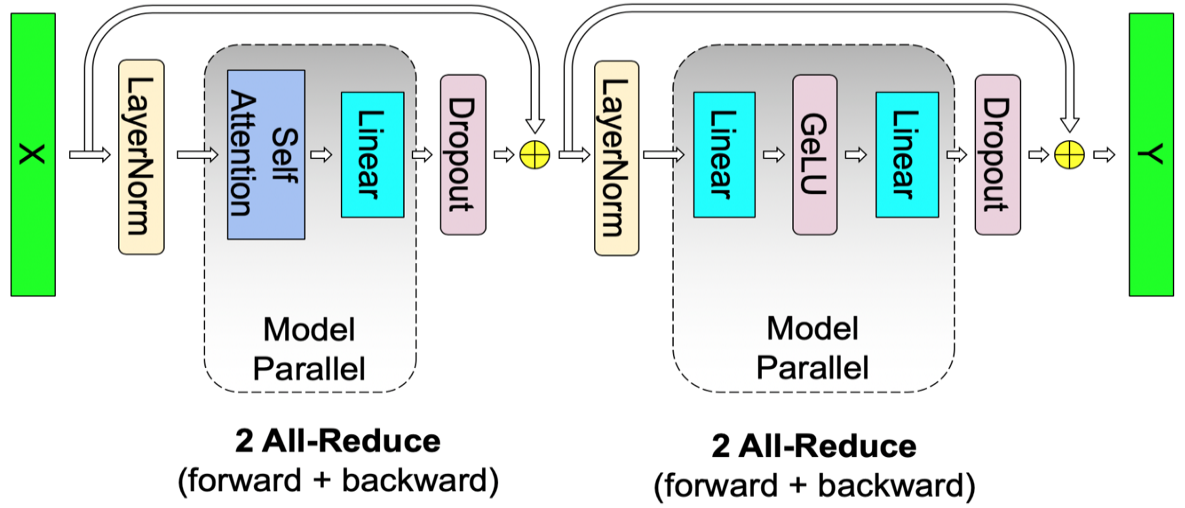 X
LayerNorm
Self
Attention
Linear
Model
Parallel
Dropout
2 All-Reduce
(forward + backward)
LayerNorm
Linear
GeLU
Linear
Model
Parallel
Dropout
2 All-Reduce
(forward + backward)
Y